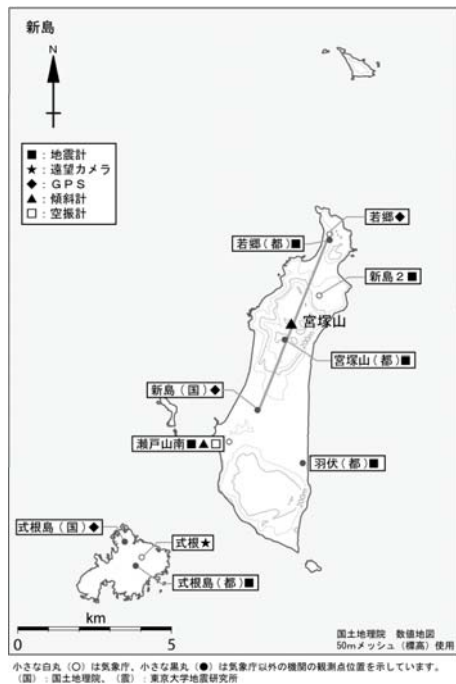 新島
N
■：地震計
★：遠望カメラ
◆：ＧＰＳ
▲：傾斜計
□：空振計
若郷◆
若郷（都）■
新島２■
宮塚山
200m
宮塚山（都）■
新島（国）◆
瀬戸山南■▲□
羽伏（都）■
200m
式根島（国）◆
式根★
式根島（都）■
km
0 5
国土地理院 数値地図
50mメッシュ（標高）使用
小さな白丸（○）は気象庁、小さな黒丸（●）は気象庁以外の機関の観測点位置を示しています。
（国）：国土地理院、（震）：東京大学地震研究所